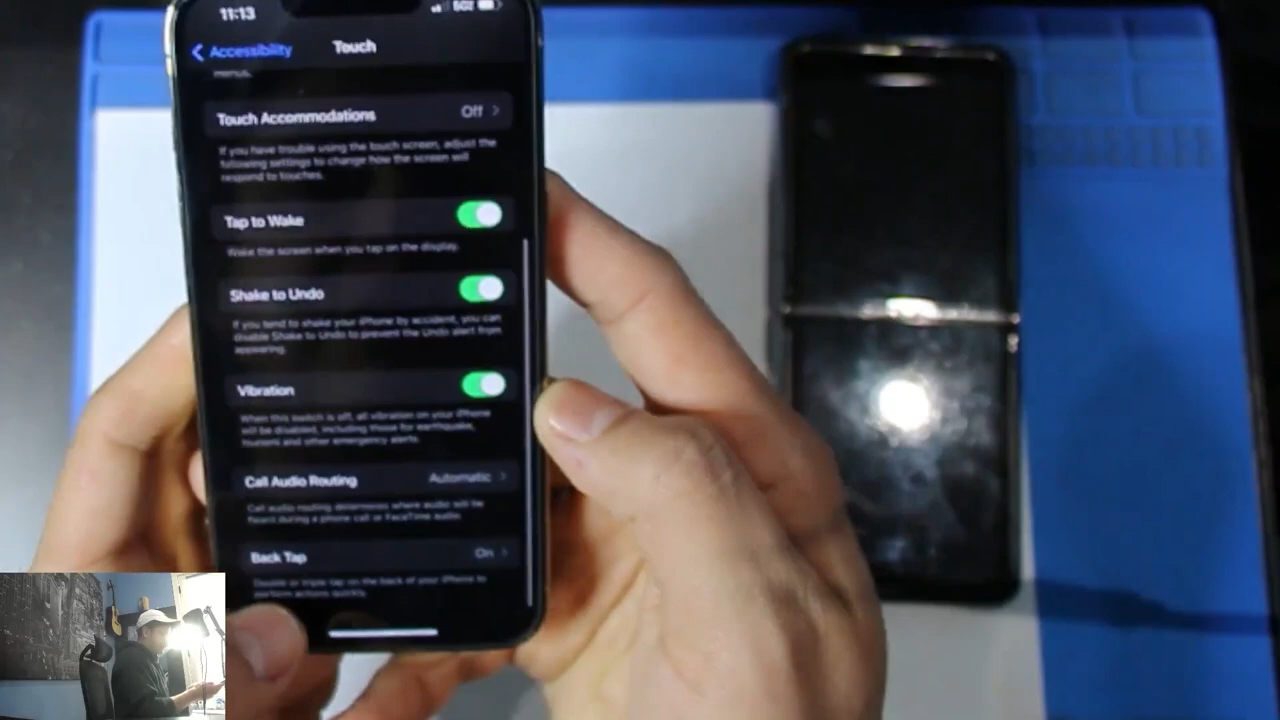 11:13
5G
Accessibility
Touch
menus.
Touch Accommodations
Off
If you have trouble using the touch screen, adjust the
following settings to change how the screen will
respond to touches.
Tap to Wake
Wake the screen when you tap on the display.
Shake to Undo
If you tend to shake your iPhone by accident, you can
disable Shake to Undo to prevent the Undo alert from
appearing.
Vibration
When this switch is off, all vibration on your iPhone
will be disabled, including those for earthquake,
tsunami and other emergency alerts.
Call Audio Routing
Automatic
Call audio routing determines where audio will be
heard during a phone call or FaceTime audio.
Back Tap
On
Double or triple tap on the back of your iPhone to
perform actions quickly.